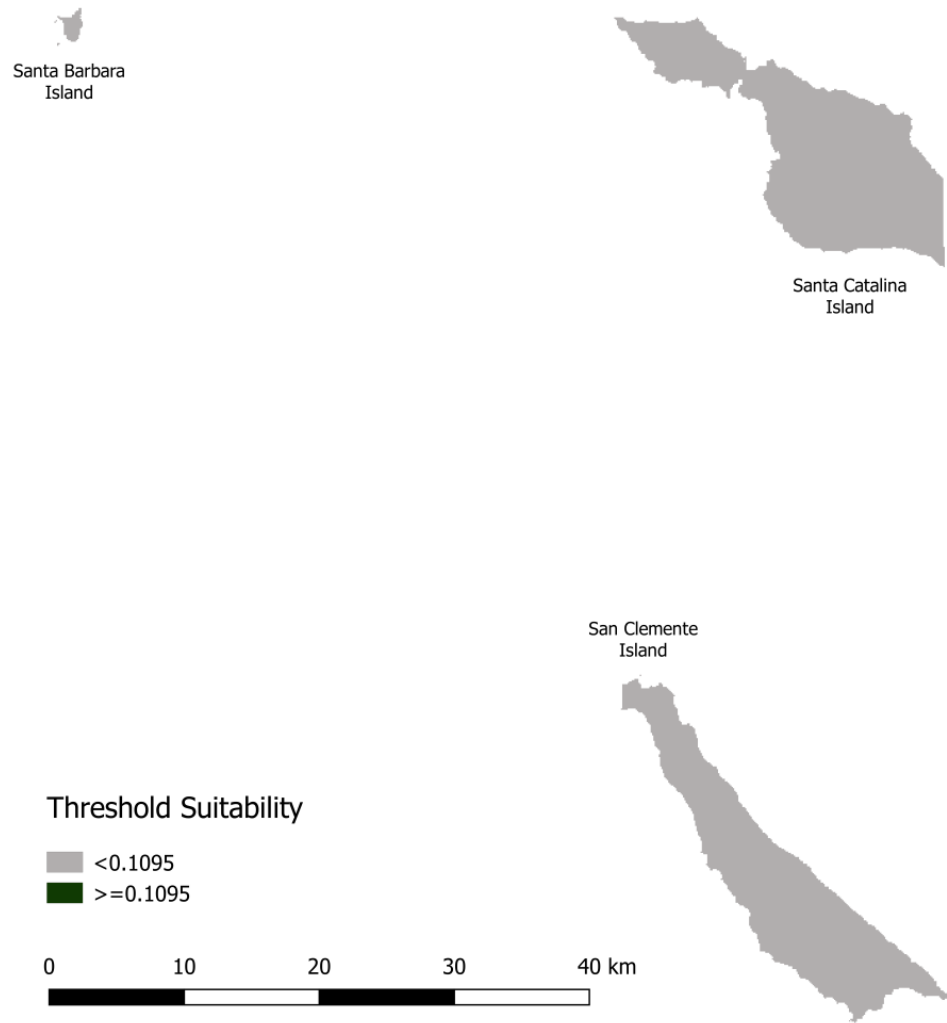 Santa Barbara
Island
Santa Catalina
Island
San Clemente
Island
Threshold Suitability
<0.1095
>=0.1095
0 10 20 30 40 km